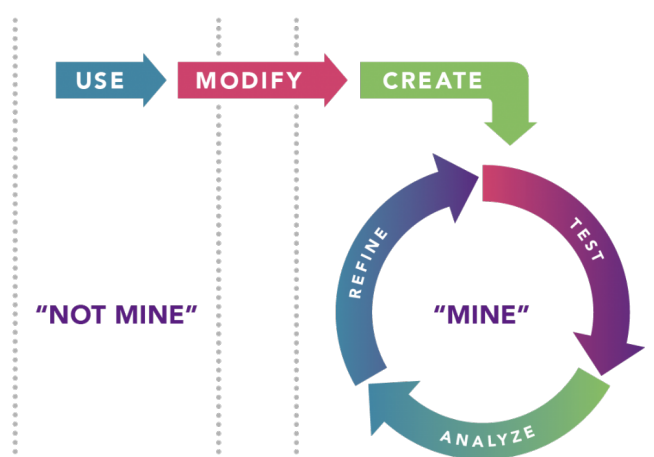 USE
MODIFY
CREATE
TEST
REFINE
“NOT MINE”
“MINE”
ANALYZE